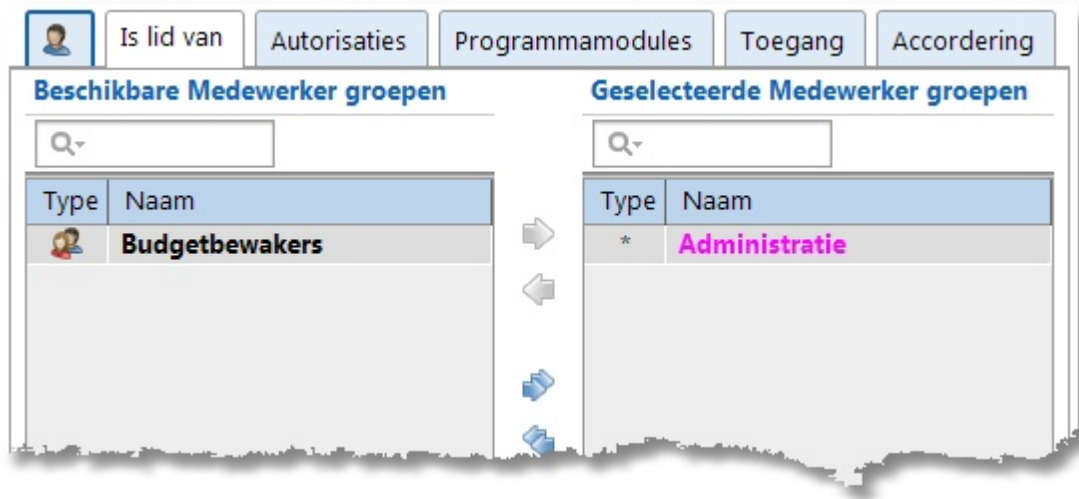 Is lid van
Autorisaties
Programmamodules
Toegang
Accordering
Beschikbare Medewerker groepen
Geselecteerde Medewerker groepen
Type Naam
Budgetbewakers
Type Naam
* Administratie